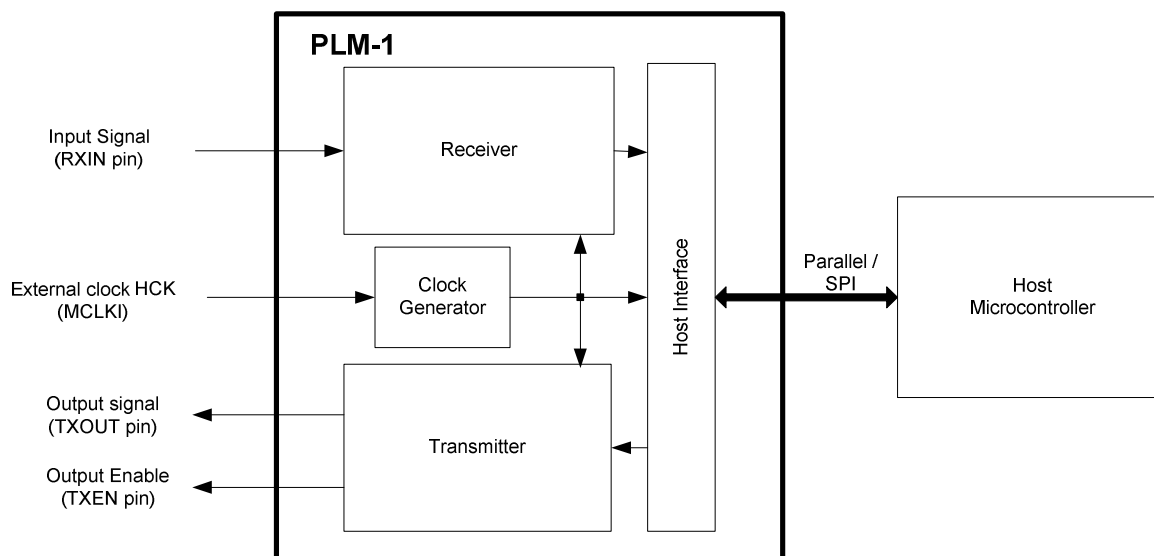 PLM-1
Input Signal
(RXIN pin)
Receiver
External clock HCK
(MCLKI)
Clock
Generator
Host Interface
Parallel /
SPI
Host
Microcontroller
Output signal
(TXOUT pin)
Output Enable
(TXEN pin)
Transmitter